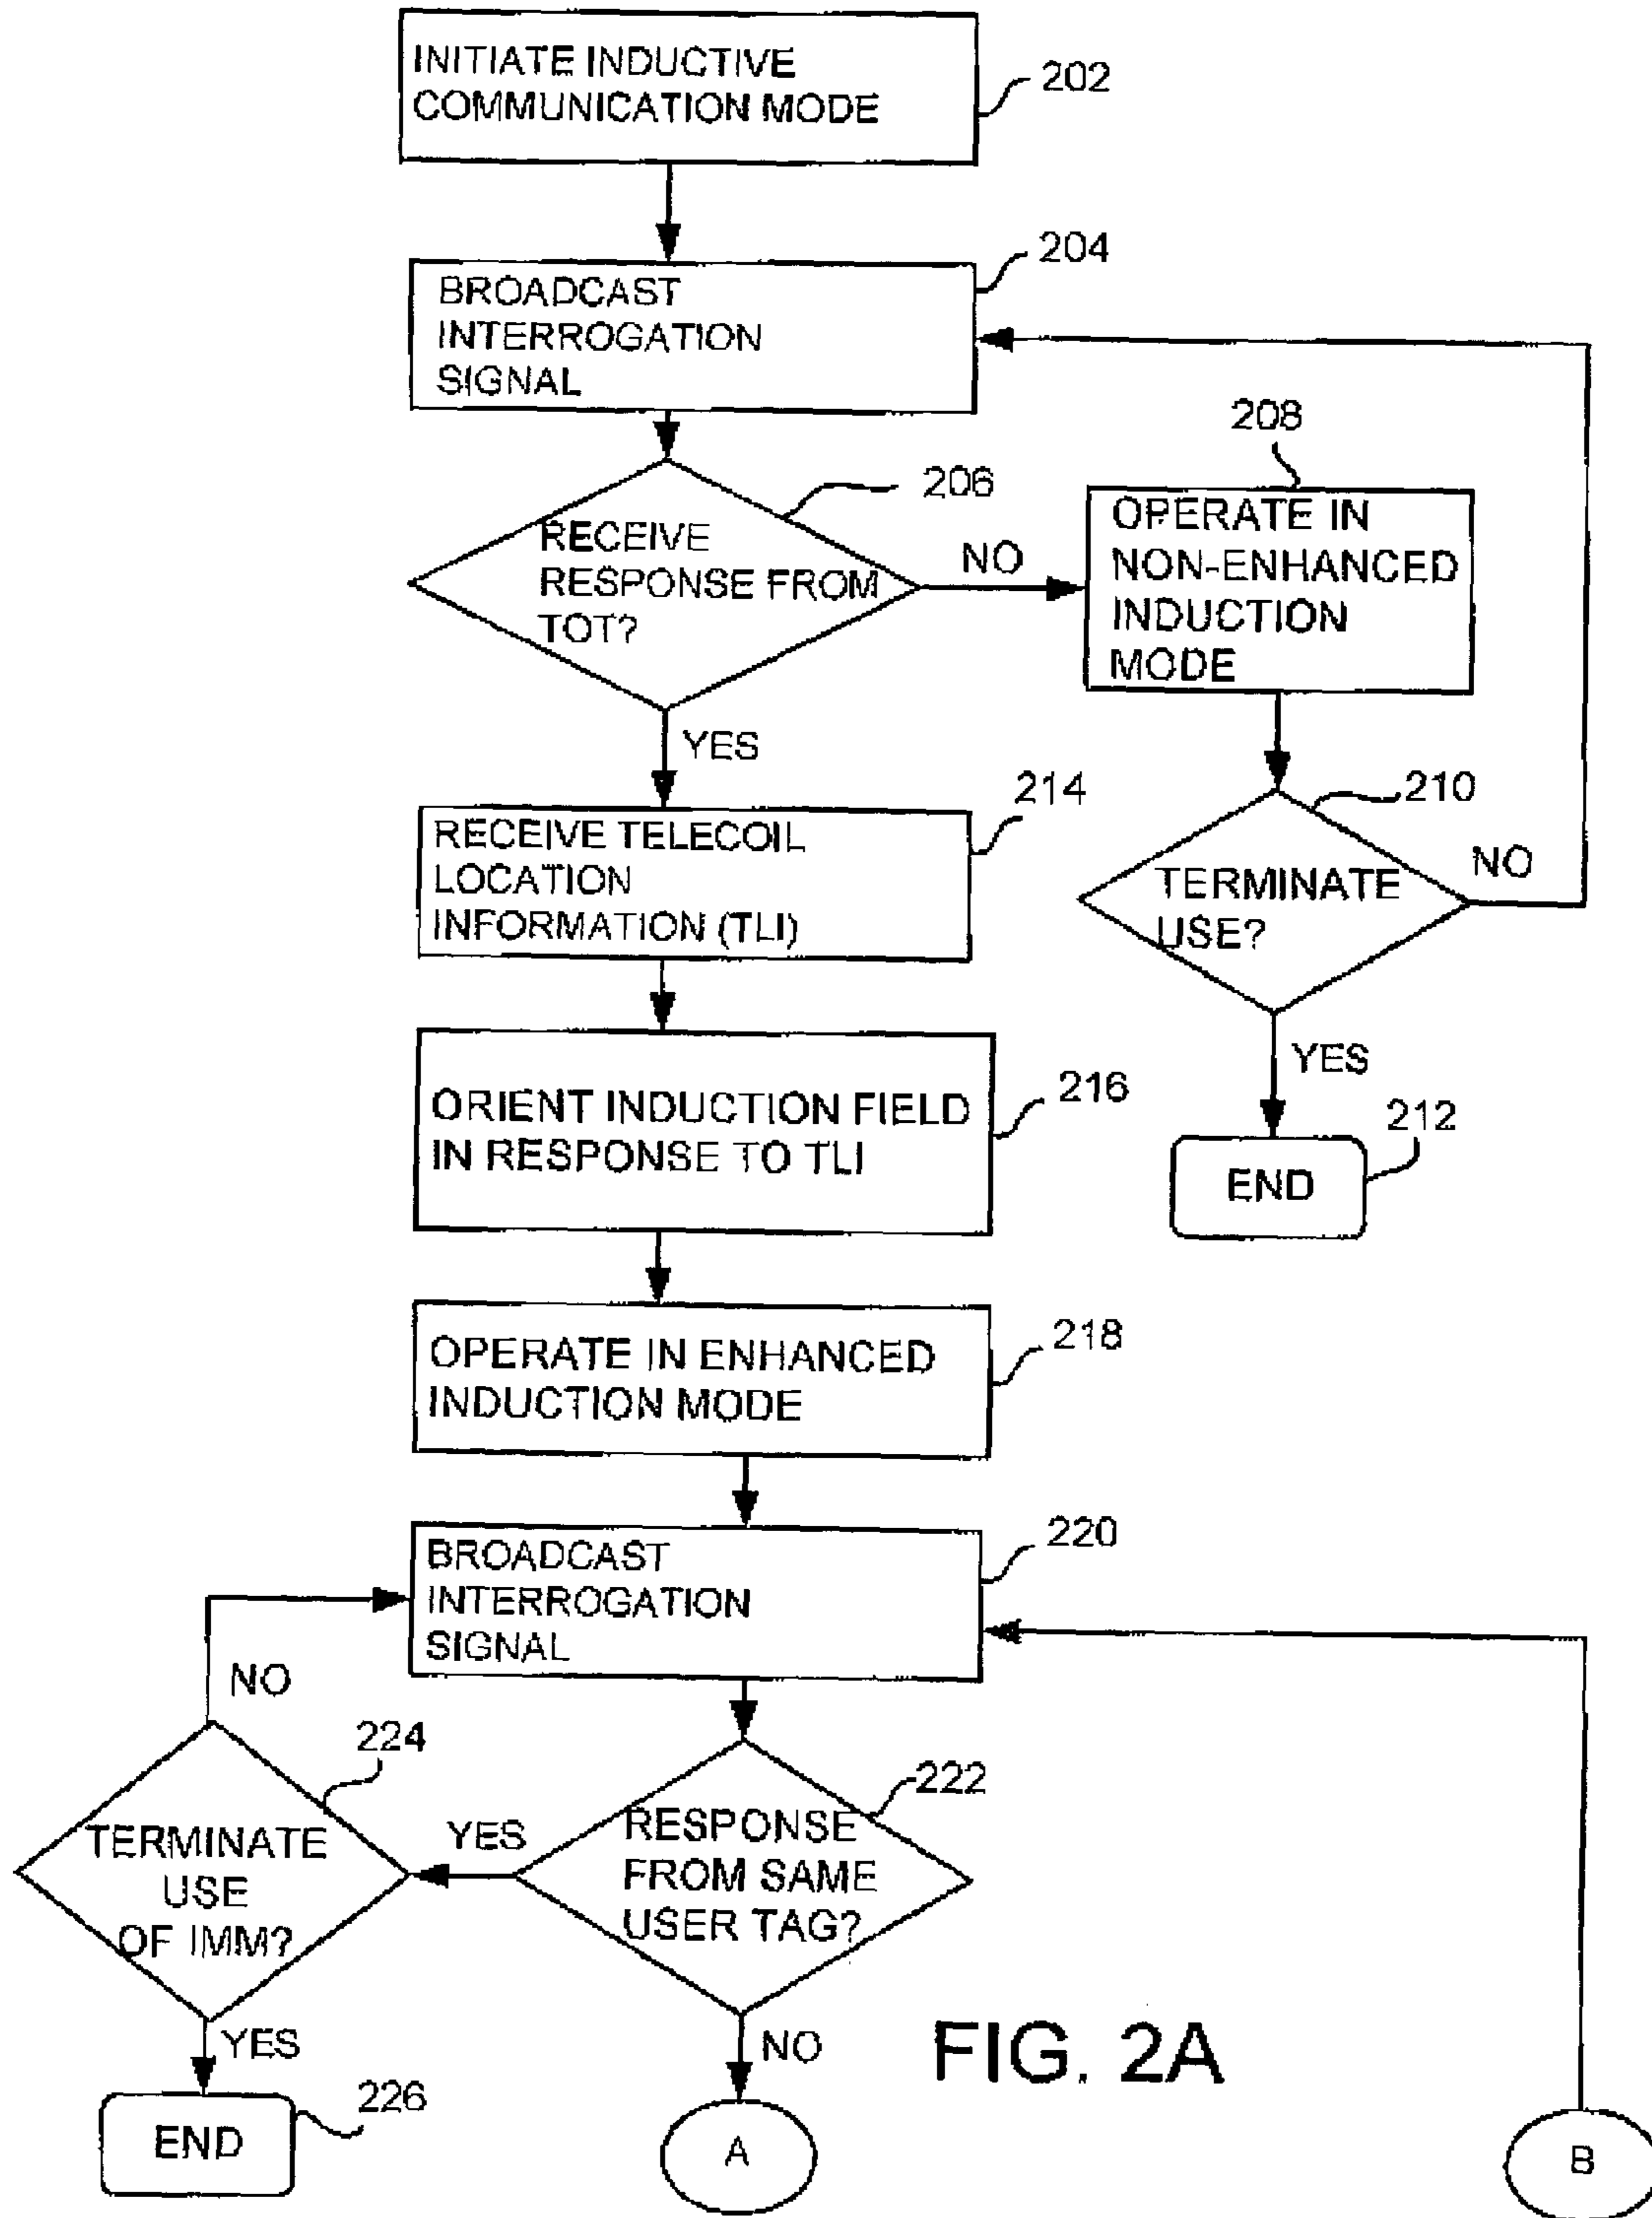 INITIATE INDUCTIVE
COMMUNICATION MODE
202
204
BROADCAST
INTERROGATION
SIGNAL
206
RECEIVE
RESPONSE FROM
TOT?
NO
208
OPERATE IN
NON-ENHANCED
INDUCTION
MODE
YES
210
TERMINATE
USE?
NO
YES
212
END
214
RECEIVE TELECOIL
LOCATION
INFORMATION (TLI)
216
ORIENT INDUCTION FIELD
IN RESPONSE TO TLI
218
OPERATE IN ENHANCED
INDUCTION MODE
220
BROADCAST
INTERROGATION
SIGNAL
NO
224
TERMINATE
USE
OF IMM?
YES
222
RESPONSE
FROM SAME
USER TAG?
YES
226
END
NO
A
FIG. 2A
B